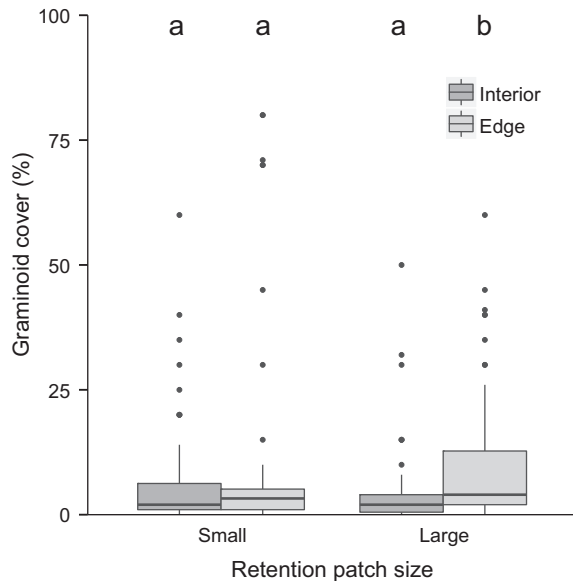 100 a a a b
Interior
Edge
75
50
25
0
Small Large
Retention patch size
Graminoid cover (%)